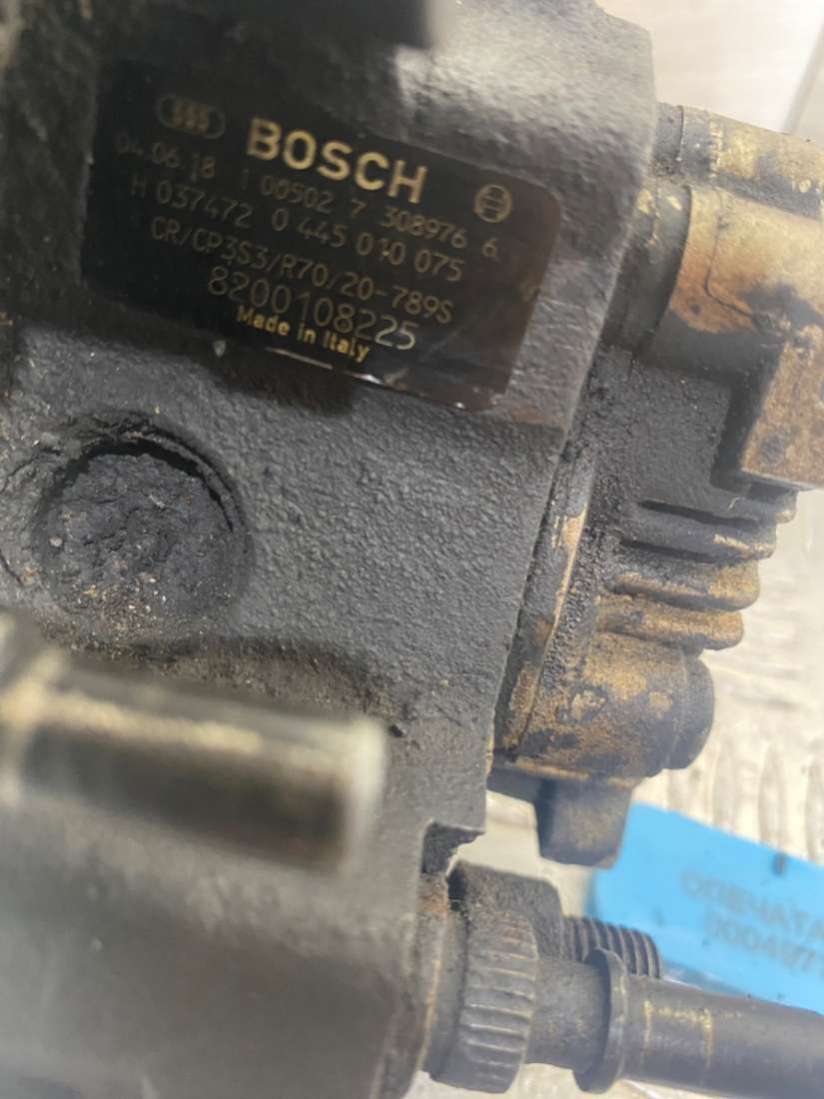 BOSCH
04.06.18 1 00502 7 308976 6
H 037472 0 445 010 075
CR/CP3S3/R70/20-789S
8200108225
Made in Italy